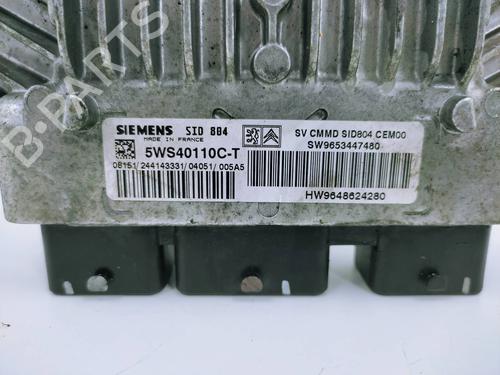 B-PARTS
SIEMENS SID 804
MADE IN FRANCE
5WS40110C-T
08151/244143331/04051/005A5
SV CMMD SID804 CEM00
SW9653447480
HW9648624280